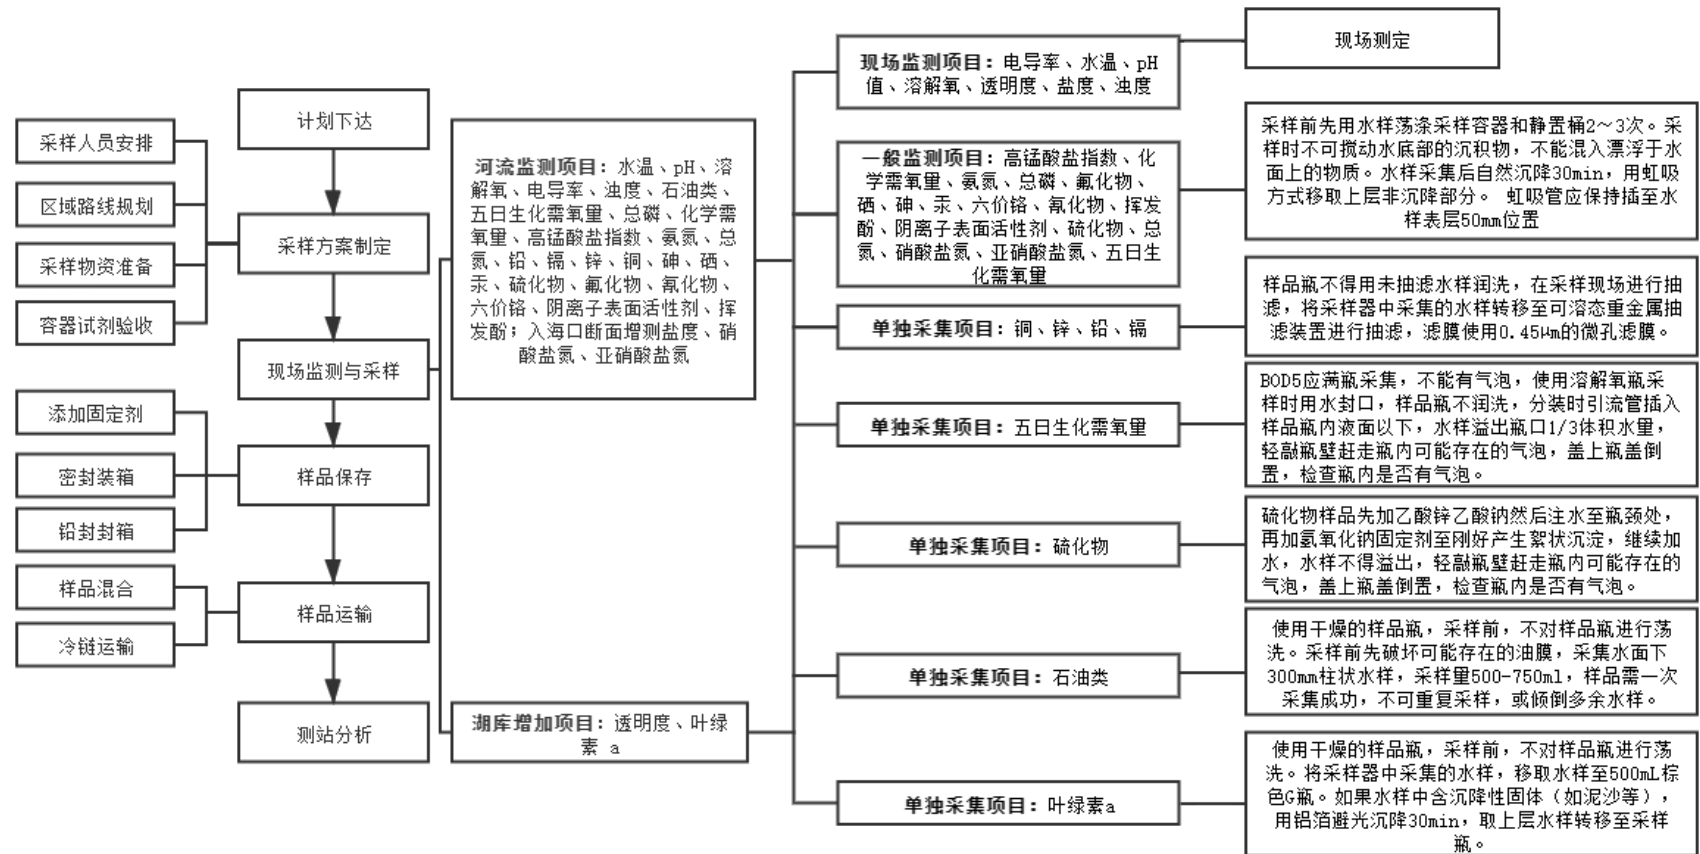 计划下达
采样人员安排
区域路线规划
采样方案制定
采样物资准备
容器试剂验收
现场监测与采样
添加固定剂
密封装箱
样品保存
铅封封箱
样品混合
样品运输
冷链运输
测站分析
河流监测项目：水温、pH、溶
解氧、电导率、浊度、石油类、
五日生化需氧量、总磷、化学需
氧量、高锰酸盐指数、氨氮、总
氮、铅、镉、锌、铜、砷、硒、
汞、硫化物、氟化物、氰化物、
六价铬、阴离子表面活性剂、挥
发酚；入海口断面增测盐度、硝
酸盐氮、亚硝酸盐氮
湖库增加项目：透明度、叶绿
素 a
现场监测项目：电导率、水温、pH
值、溶解氧、透明度、盐度、浊度
现场测定
一般监测项目：高锰酸盐指数、化
学需氧量、氨氮、总磷、氟化物、
硒、砷、汞、六价铬、氰化物、挥发
酚、阴离子表面活性剂、硫化物、总
氮、硝酸盐氮、亚硝酸盐氮、五日生
化需氧量
采样前先用水样荡涤采样容器和静置桶2～3次。采
样时不可搅动水底部的沉积物，不能混入漂浮于水
面上的物质。水样采集后自然沉降30min，用虹吸
方式移取上层非沉降部分。 虹吸管应保持插至水
样表层50mm位置
单独采集项目：铜、锌、铅、镉
样品瓶不得用未抽滤水样润洗，在采样现场进行抽
滤，将采样器中采集的水样转移至可溶态重金属抽
滤装置进行抽滤，滤膜使用0.45μm的微孔滤膜。
单独采集项目：五日生化需氧量
BOD5应满瓶采集，不能有气泡，使用溶解氧瓶采
样时用水封口，样品瓶不润洗，分装时引流管插入
样品瓶内液面以下，水样溢出瓶口1/3体积水量，
轻敲瓶壁赶走瓶内可能存在的气泡，盖上瓶盖倒
置，检查瓶内是否有气泡。
单独采集项目：硫化物
硫化物样品先加乙酸锌乙酸钠然后注水至瓶颈处，
再加氢氧化钠固定剂至刚好产生絮状沉淀，继续加
水，水样不得溢出，轻敲瓶壁赶走瓶内可能存在的
气泡，盖上瓶盖倒置，检查瓶内是否有气泡。
单独采集项目：石油类
使用干燥的样品瓶，采样前，不对样品瓶进行荡
洗。采样前先破坏可能存在的油膜，采集水面下
300mm柱状水样，采样量500-750ml，样品需一次
采集成功，不可重复采样，或倾倒多余水样。
单独采集项目：叶绿素a
使用干燥的样品瓶，采样前，不对样品瓶进行荡
洗。将采样器中采集的水样，移取水样至500mL棕
色G瓶。如果水样中含沉降性固体（如泥沙等），
用铝箔避光沉降30min，取上层水样转移至采样
瓶。